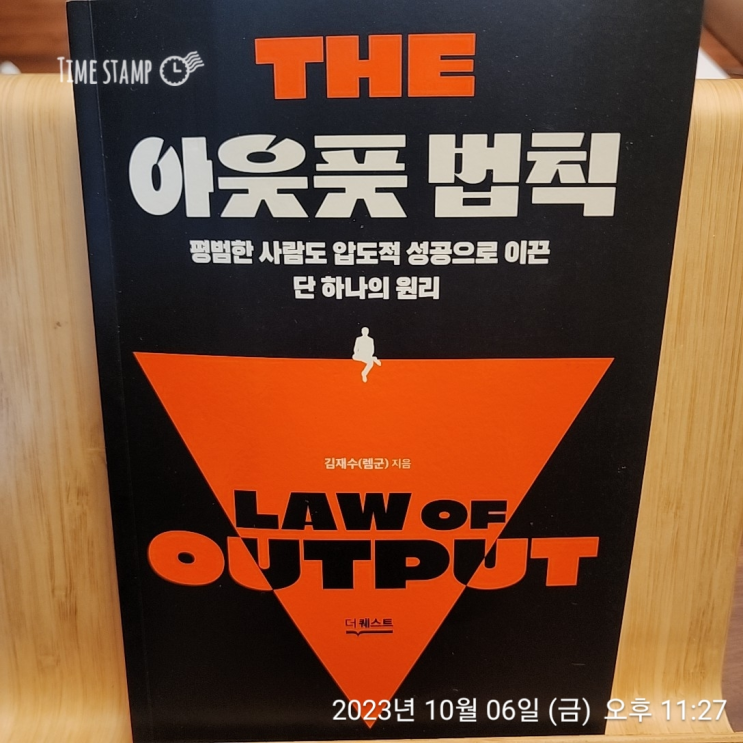 TIME STAMP
THE
아웃풋 법칙
평범한 사람도 압도적 성공으로 이끈
단 하나의 원리
김재수(렘군) 지음
LAW OF
OUTPUT
더퀘스트
2023년 10월 06일 (금) 오후 11:27